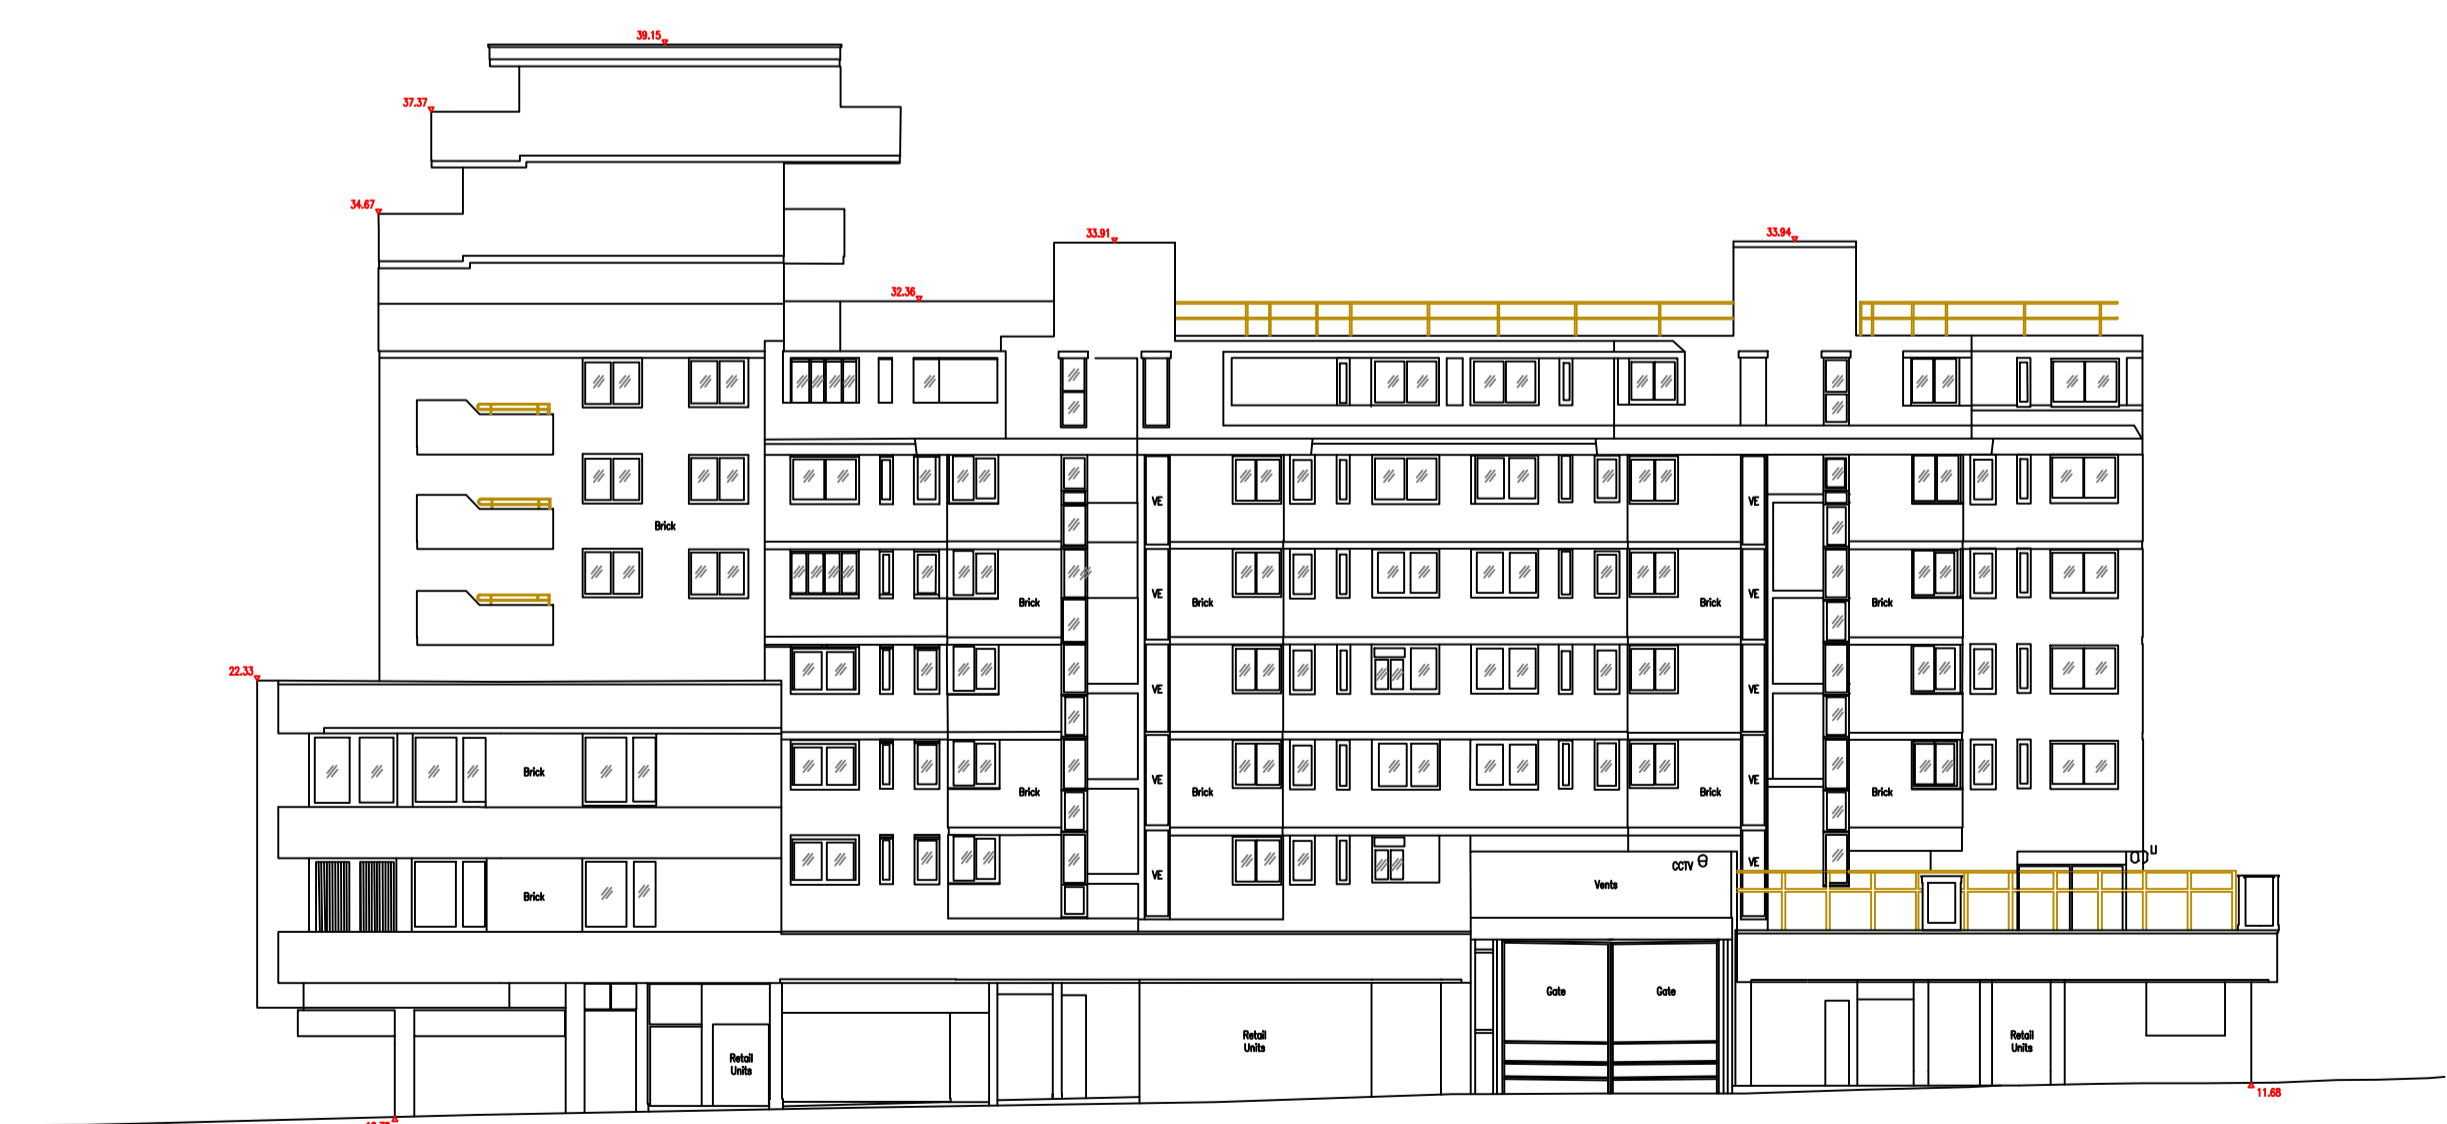 39.15
37.37
34.67
33.91
33.94
32.36
VE
VE
Brick
VE
VE
Brick
Brick
Brick
Brick
22.33
VE
VE
Brick
VE
VE
Brick
Brick
Brick
Brick
CCTV
VE
VE
Vents
Brick
Gate
Gate
Retail
Units
Retail
Units
Retail
Units
11.68